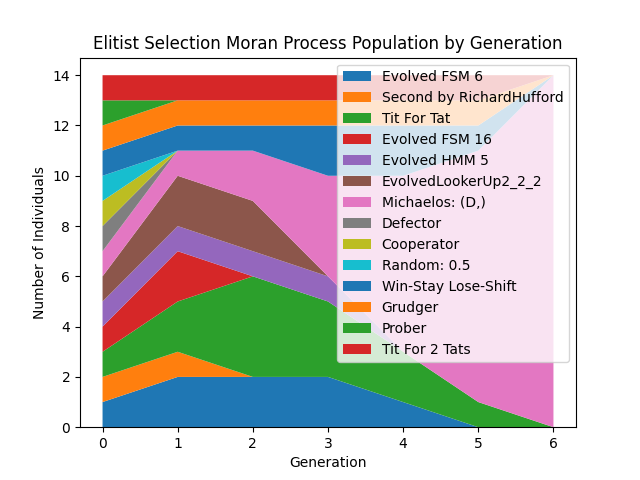 Elitist Selection Moran Process Population by Generation
Number of Individuals
14
12
10
8
6
4
2
0
Evolved FSM 6
Second by RichardHufford
Tit For Tat
Evolved FSM 16
Evolved HMM 5
EvolvedLookerUp2_2_2
Michaelos: (D,)
Defector
Cooperator
Random: 0.5
Win-Stay Lose-Shift
Grudger
Prober
Tit For 2 Tats
0 1 2 3 4 5 6
Generation